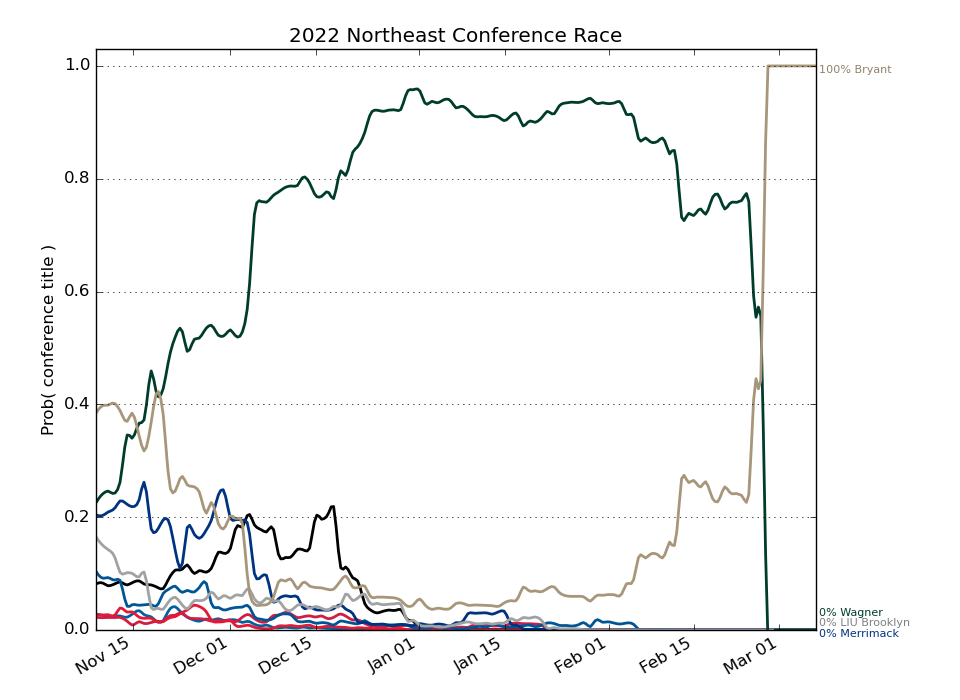 2022 Northeast Conference Race
Prob( conference title )
1.0
0.8
0.6
0.4
0.2
0.0
100% Bryant
0% Wagner
0% LIU Brooklyn
0% Merrimack
Nov 15
Dec 01
Dec 15
Jan 01
Jan 15
Feb 01
Feb 15
Mar 01